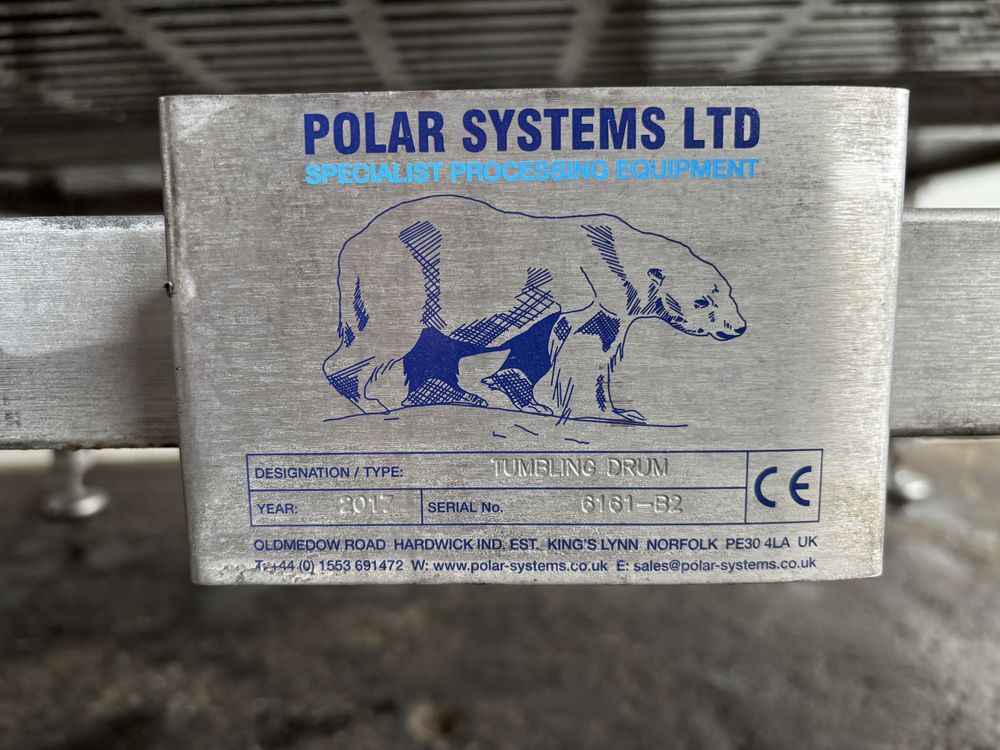 POLAR SYSTEMS LTD
SPECIALIST PROCESSING EQUIPMENT
DESIGNATION / TYPE: TUMBLING DRUM
CE
YEAR: 2017 SERIAL No. 6161-B2
OLDMEDOW ROAD HARDWICK IND. EST. KING'S LYNN NORFOLK PE30 4LA UK
T: +44 (0) 1553 691472 W: www.polar-systems.co.uk E: sales@polar-systems.co.uk